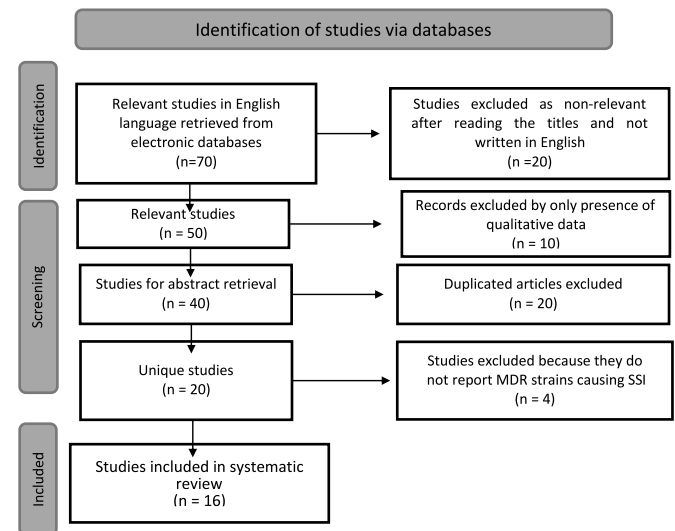 Identification of studies via databases
Identification
Relevant studies in English
language retrieved from
electronic databases
(n=70)
Studies excluded as non-relevant
after reading the titles and not
written in English
(n =20)
Screening
Relevant studies
(n = 50)
Records excluded by only presence of
qualitative data
(n = 10)
Studies for abstract retrieval
(n = 40)
Duplicated articles excluded
(n = 20)
Unique studies
(n = 20)
Studies excluded because they do
not report MDR strains causing SSI
(n = 4)
Included
Studies included in systematic
review
(n = 16)